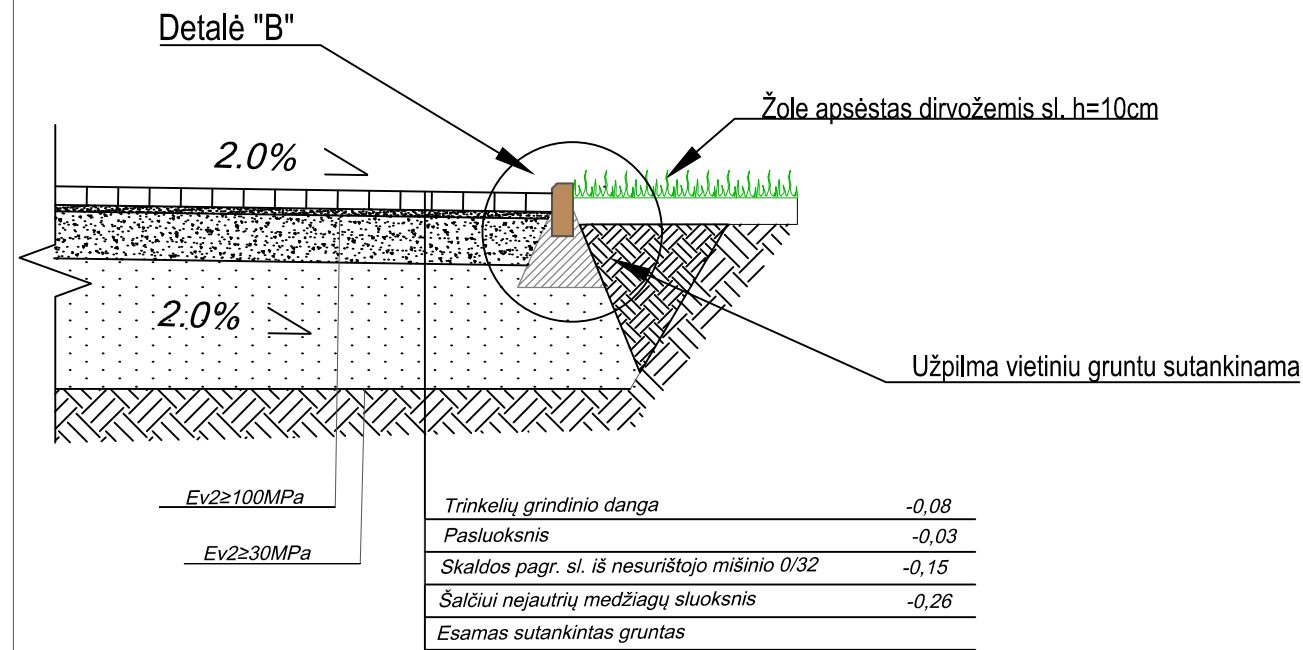 Detalė "B"
Žole apsėstas dirvožemis sl. h=10cm
2.0%
2.0%
Užpilma vietiniu gruntu sutankinama
Ev2≥100MPa
Ev2≥30MPa
Trinkelių grindinio danga -0,08
Pasluoksnis -0,03
Skaldos pagr. sl. iš nesurištojo mišinio 0/32 -0,15
Šalčiui nejautrių medžiagų sluoksnis -0,26
Esamas sutankintas gruntas